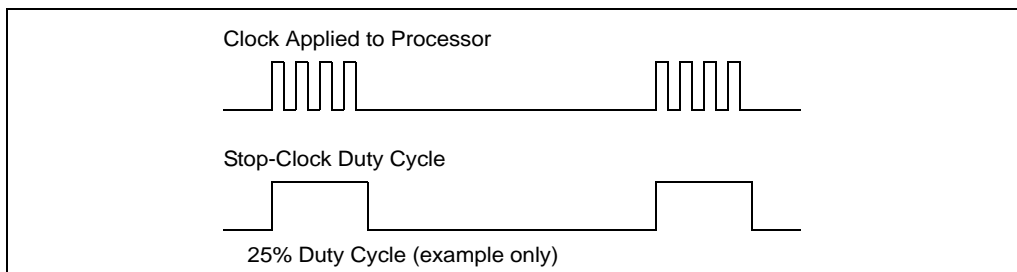 Clock Applied to Processor
Stop-Clock Duty Cycle
25% Duty Cycle (example only)